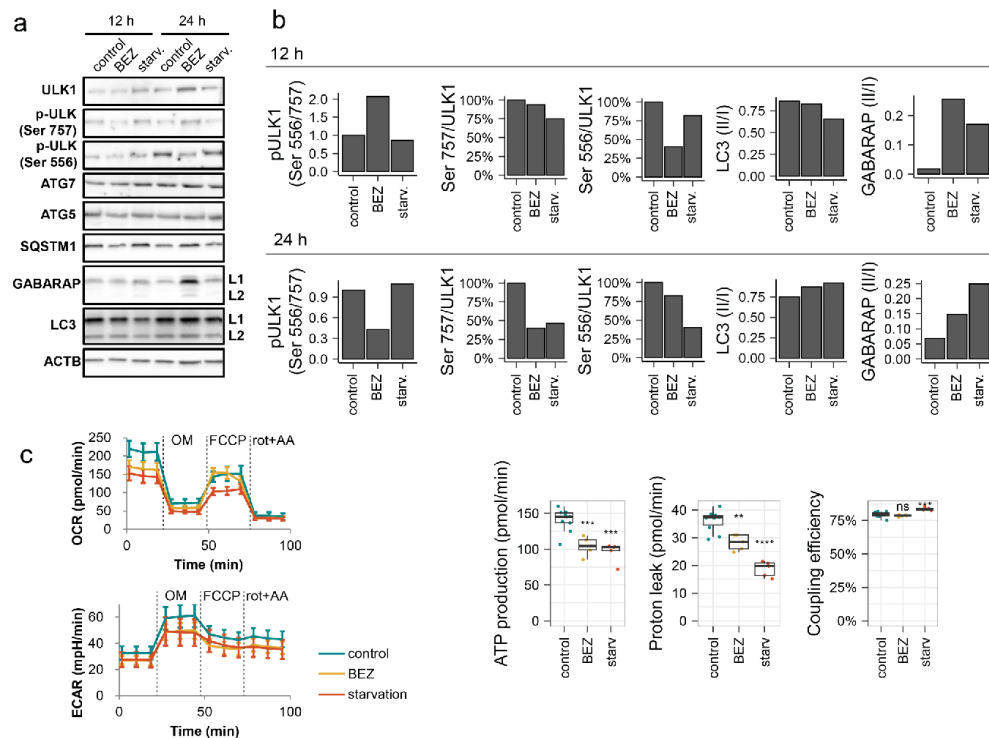 a
12 h 24 h
control BEZ starv. control BEZ starv.
ULK1
p-ULK
(Ser 757)
p-ULK
(Ser 556)
ATG7
ATG5
SQSTM1
GABARAP
L1
L2
LC3
L1
L2
ACTB
b
12 h
pULK1
(Ser 556/757)
2.0
1.5
1.0
0.5
0.0
control BEZ starv.
Ser 757/ULK1
100%
75%
50%
25%
0%
control BEZ starv.
Ser 556/ULK1
100%
75%
50%
25%
0%
control BEZ starv.
LC3 (II/I)
0.75
0.50
0.25
0.00
control BEZ starv.
GABARAP (II/I)
0.2
0.1
0.0
control BEZ starv.
24 h
pULK1
(Ser 556/757)
0.9
0.6
0.3
0.0
control BEZ starv.
Ser 757/ULK1
100%
75%
50%
25%
0%
control BEZ starv.
Ser 556/ULK1
100%
75%
50%
25%
0%
control BEZ starv.
LC3 (II/I)
0.75
0.50
0.25
0.00
control BEZ starv.
GABARAP (II/I)
0.25
0.20
0.15
0.10
0.05
0.00
control BEZ starv.
c
OM FCCP rot+AA
OCR (pmol/min)
250
200
150
100
50
0
0 50 100
Time (min)
OM FCCP rot+AA
ECAR (mpH/min)
60
40
20
0
0 50 100
Time (min)
control
BEZ
starvation
ATP production (pmol/min)
150
100
50
0
*** ***
control BEZ starv.
Proton leak (pmol/min)
40
30
20
10
0
** ****
control BEZ starv.
Coupling efficiency
75%
50%
25%
0%
ns ***
control BEZ starv.